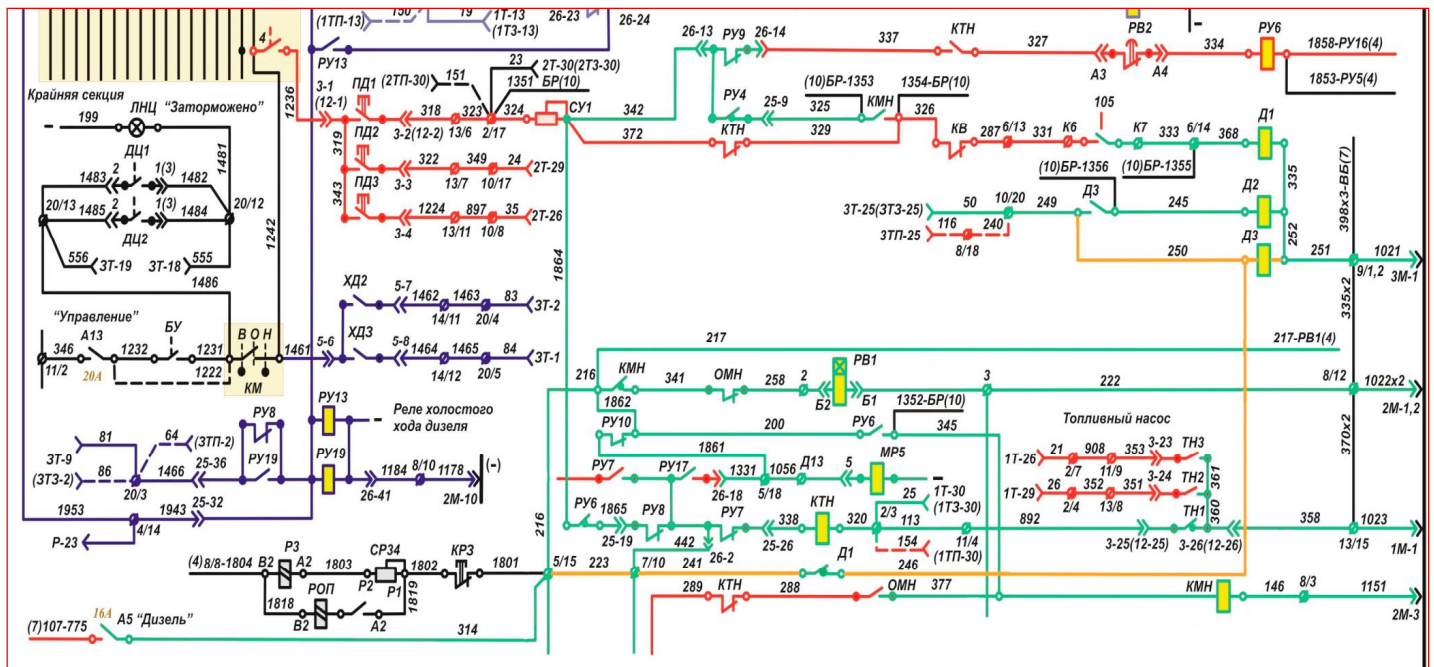 (1ТП-13) 150 19 1Т-13 26-23 26-24
(1ТЗ-13)
4 РУ13 26-13 РУ9 26-14 337 КТН 327 РВ2 334 РУ6 1858-РУ16(4)
А3 А4 1853-РУ5(4)
23 2Т-30(2ТЗ-30)
(2ТП-30) 151 1351 БР(10)
Крайняя секция
199 ЛНЦ "Заторможено"
1236 3-1 (12-1) ПД1 318 323 324 СУ1 342 РУ4 25-9 325 (10)БР-1353 КМН 1354-БР(10) 326
3-2(12-2) 13/6 2/17
319 ПД2 372 КТН 329 КВ 287 6/13 331 К6 105 К7 333 6/14 368 Д1
322 349 24 2Т-29
3-3 13/7 10/17
343 ПД3 1224 897 35 2Т-26
3-4 13/11 10/8
ДЦ1 1481
1483 2 1(3) 1482
20/13 1485 2 1(3) 1484 20/12
ДЦ2 1242
556 3Т-19 3Т-18 555
1486
(10)БР-1356 (10)БР-1355 335
3Т-25(3ТЗ-25) 50 10/20 249 Д3 245 Д2
3ТП-25 116 240 252 Д3
8/18
398х3-ВБ(7)
1864 250 251 9/1,2 1021
3М-1
335х2
"Управление"
346 А13 1232 БУ 1231 В О Н 1461 5-6
11/2 20А 1222 КМ
ХД2 5-7 1462 1463 83 3Т-2
14/11 20/4
ХД3 5-8 1464 1465 84 3Т-1
14/12 20/5
217 217-РВ1(4)
216 КМН 341 ОМН 258 2 РВ1 3 222 8/12 1022х2
Б2 Б1 2М-1,2
1862 1352-БР(10)
РУ10 200 РУ6 345
370х2
РУ8 РУ13 Реле холостого
хода дизеля
81 64 (3ТП-2)
3Т-9
86 1466 25-36 РУ19 РУ19 1184 8/10 1178 (-)
(3ТЗ-2) 20/3 26-41 2М-10
25-32
1953 1943
Р-23 4/14
1861 МР5
РУ7 РУ17 1331 1056 Д13 5
26-18 5/18
Топливный насос
1Т-26 21 908 353 3-23 ТН3
2/7 11/9 361
1Т-29 26 352 351 3-24 ТН2
2/4 13/8 360
25 1Т-30
(1ТЗ-30)
216 РУ6 1865 РУ8 РУ7 338 КТН 320 2/3 113 892 ТН1 358 1023
25-19 442 26-2 25-26 154 11/4 (1ТП-30) 3-25(12-25) 3-26(12-26) 13/15 1М-1
(4)8/8-1804 В2 РЗ А2 1803 СР34 1802 КР3 1801 5/15 223 7/10 241 Д1 246
Р2 Р1 1819
1818 РОП
В2 А2
289 КТН 288 ОМН 377 КМН 146 8/3 1151
2М-3
(7)107-775 16А А5 "Дизель" 314